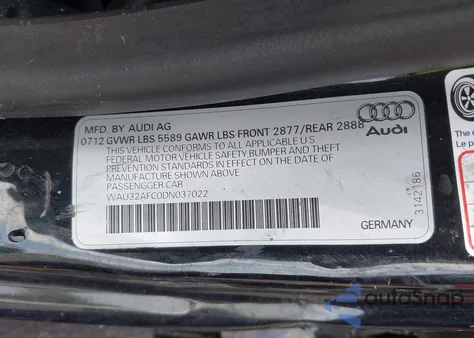 MFD. BY AUDI AG
0712 GVWR LBS 5589 GAWR LBS FRONT 2877/REAR 2888
THIS VEHICLE CONFORMS TO ALL APPLICABLE U.S.
FEDERAL MOTOR VEHICLE SAFETY, BUMPER AND THEFT
PREVENTION STANDARDS IN EFFECT ON THE DATE OF
MANUFACTURE SHOWN ABOVE.
PASSENGGER CAR
WAU32AFC0DN037022
Audi
GERMANY
3142186
Le p
autoSnap